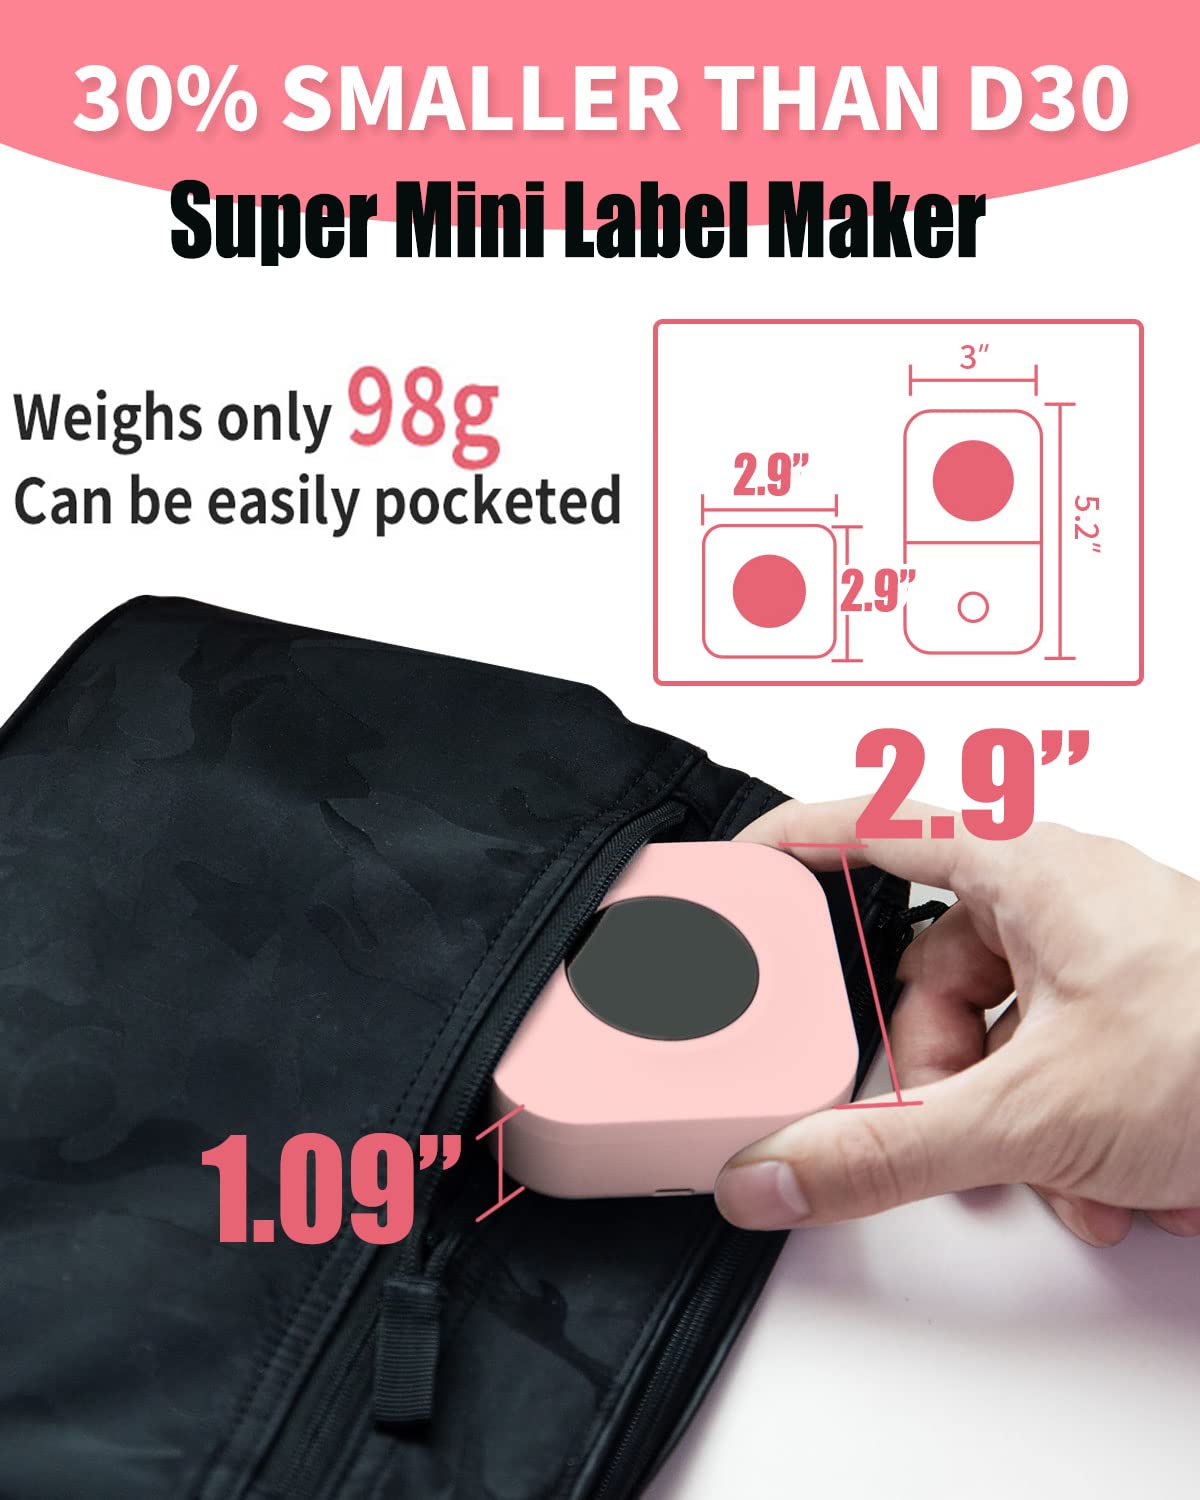 30% SMALLER THAN D30
Super Mini Label Maker
Weighs only 98g
Can be easily pocketed
3”
2.9”
5.2”
2.9”
2.9”
1.09”